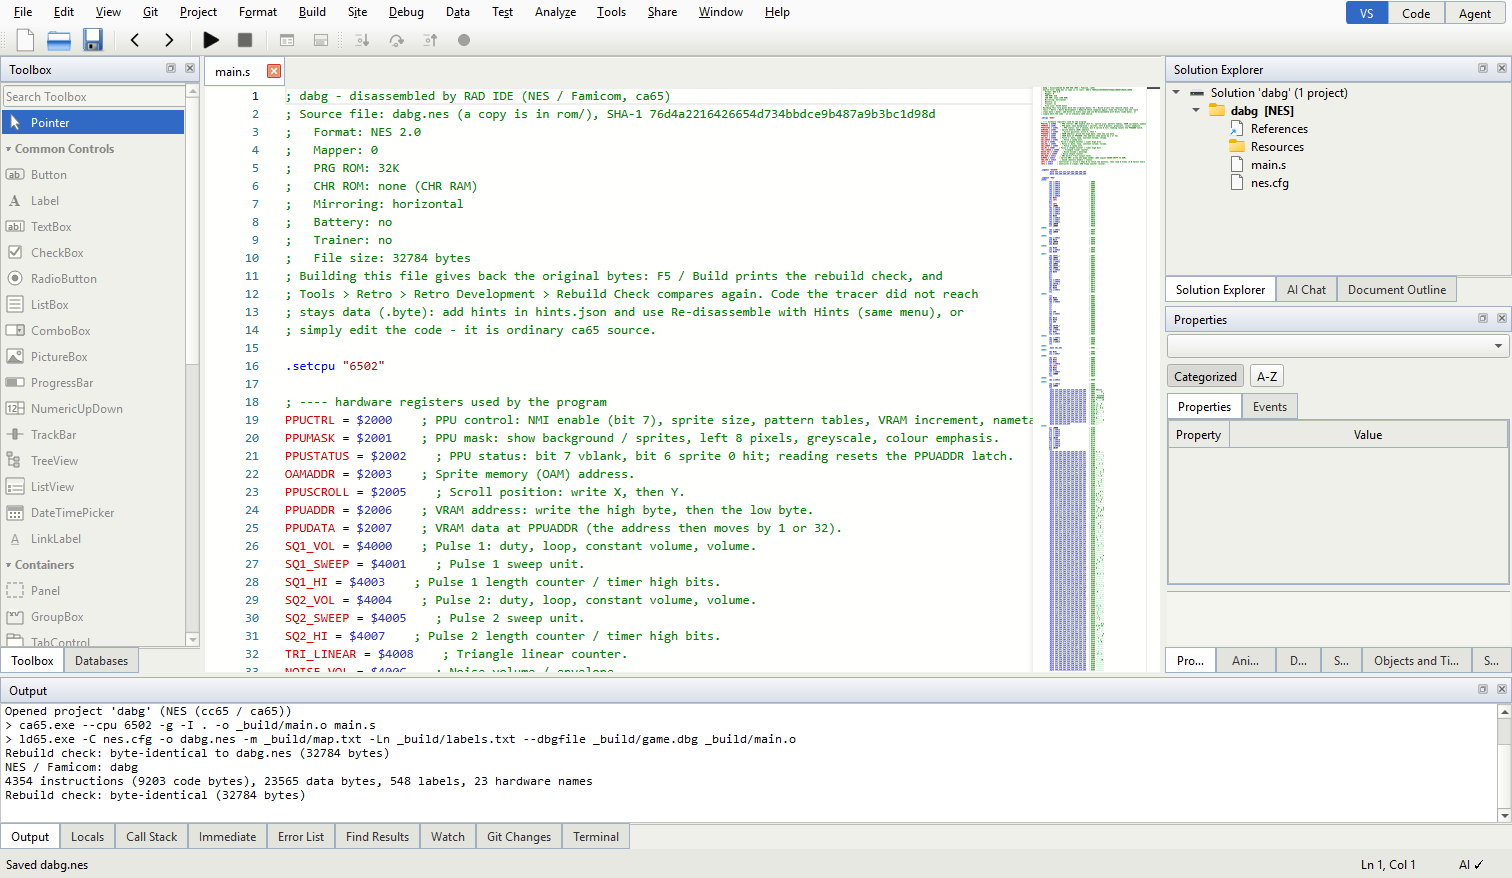 File Edit View Git Project Format Build Site Debug Data Test Analyze Tools Share Window Help
VS Code Agent
Toolbox
Search Toolbox
Pointer
Common Controls
Button
Label
TextBox
CheckBox
RadioButton
ListBox
ComboBox
PictureBox
ProgressBar
NumericUpDown
TrackBar
TreeView
ListView
DateTimePicker
LinkLabel
Containers
Panel
GroupBox
TabControl
Toolbox Databases
main.s
1 ; dabg - disassembled by RAD IDE (NES / Famicom, ca65)
2 ; Source file: dabg.nes (a copy is in rom/), SHA-1 76d4a2216426654d734bbdce9b487a9b3bc1d98d
3 ;   Format: NES 2.0
4 ;   Mapper: 0
5 ;   PRG ROM: 32K
6 ;   CHR ROM: none (CHR RAM)
7 ;   Mirroring: horizontal
8 ;   Battery: no
9 ;   Trainer: no
10 ;   File size: 32784 bytes
11 ; Building this file gives back the original bytes: F5 / Build prints the rebuild check, and
12 ; Tools > Retro > Retro Development > Rebuild Check compares again. Code the tracer did not reach
13 ; stays data (.byte): add hints in hints.json and use Re-disassemble with Hints (same menu), or
14 ; simply edit the code - it is ordinary ca65 source.
15
16 .setcpu "6502"
17
18 ; ---- hardware registers used by the program
19 PPUCTRL = $2000    ; PPU control: NMI enable (bit 7), sprite size, pattern tables, VRAM increment, nameta
20 PPUMASK = $2001    ; PPU mask: show background / sprites, left 8 pixels, greyscale, colour emphasis.
21 PPUSTATUS = $2002    ; PPU status: bit 7 vblank, bit 6 sprite 0 hit; reading resets the PPUADDR latch.
22 OAMADDR = $2003    ; Sprite memory (OAM) address.
23 PPUSCROLL = $2005    ; Scroll position: write X, then Y.
24 PPUADDR = $2006    ; VRAM address: write the high byte, then the low byte.
25 PPUDATA = $2007    ; VRAM data at PPUADDR (the address then moves by 1 or 32).
26 SQ1_VOL = $4000    ; Pulse 1: duty, loop, constant volume, volume.
27 SQ1_SWEEP = $4001    ; Pulse 1 sweep unit.
28 SQ1_HI = $4003    ; Pulse 1 length counter / timer high bits.
29 SQ2_VOL = $4004    ; Pulse 2: duty, loop, constant volume, volume.
30 SQ2_SWEEP = $4005    ; Pulse 2 sweep unit.
31 SQ2_HI = $4007    ; Pulse 2 length counter / timer high bits.
32 TRI_LINEAR = $4008    ; Triangle linear counter.
33 NOISE_VOL = $400C    ; Noise volume / envelope.
Solution Explorer
Solution 'dabg' (1 project)
dabg [NES]
References
Resources
main.s
nes.cfg
Solution Explorer AI Chat Document Outline
Properties
Categorized A-Z
Properties Events
Property Value
Pro... Ani... D... S... Objects and Ti... S...
Output
Opened project 'dabg' (NES (cc65 / ca65))
> ca65.exe --cpu 6502 -g -I . -o _build/main.o main.s
> ld65.exe -C nes.cfg -o dabg.nes -m _build/map.txt -Ln _build/labels.txt --dbgfile _build/game.dbg _build/main.o
Rebuild check: byte-identical to dabg.nes (32784 bytes)
NES / Famicom: dabg
4354 instructions (9203 code bytes), 23565 data bytes, 548 labels, 23 hardware names
Rebuild check: byte-identical (32784 bytes)
Output Locals Call Stack Immediate Error List Find Results Watch Git Changes Terminal
Saved dabg.nes
Ln 1, Col 1
AI ✓